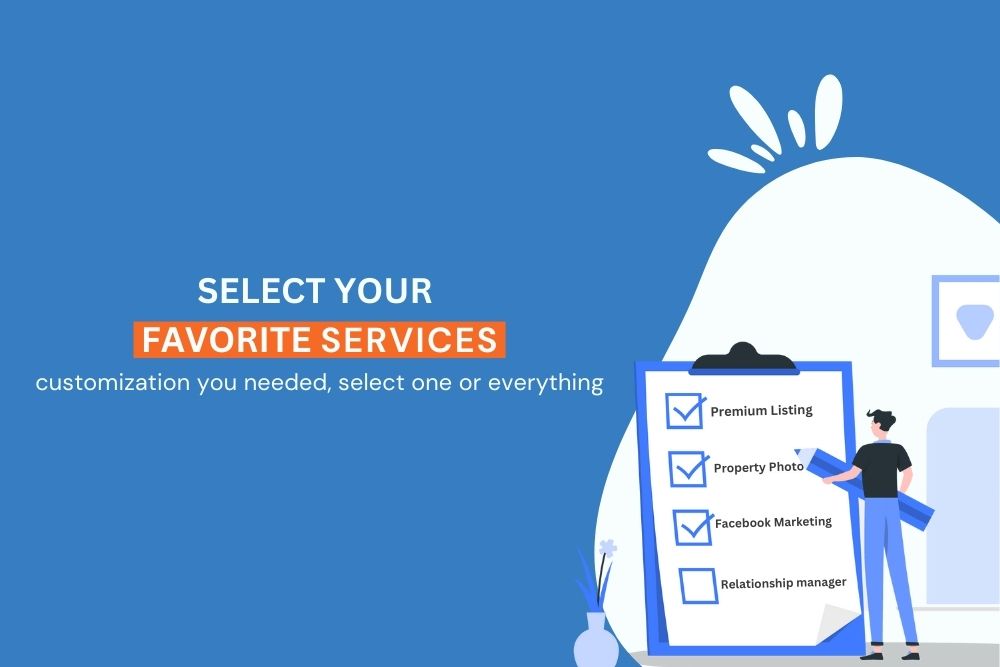 SELECT YOUR
FAVORITE SERVICES
customization you needed, select one or everything
Premium Listing
Property Photo
Facebook Marketing
Relationship manager